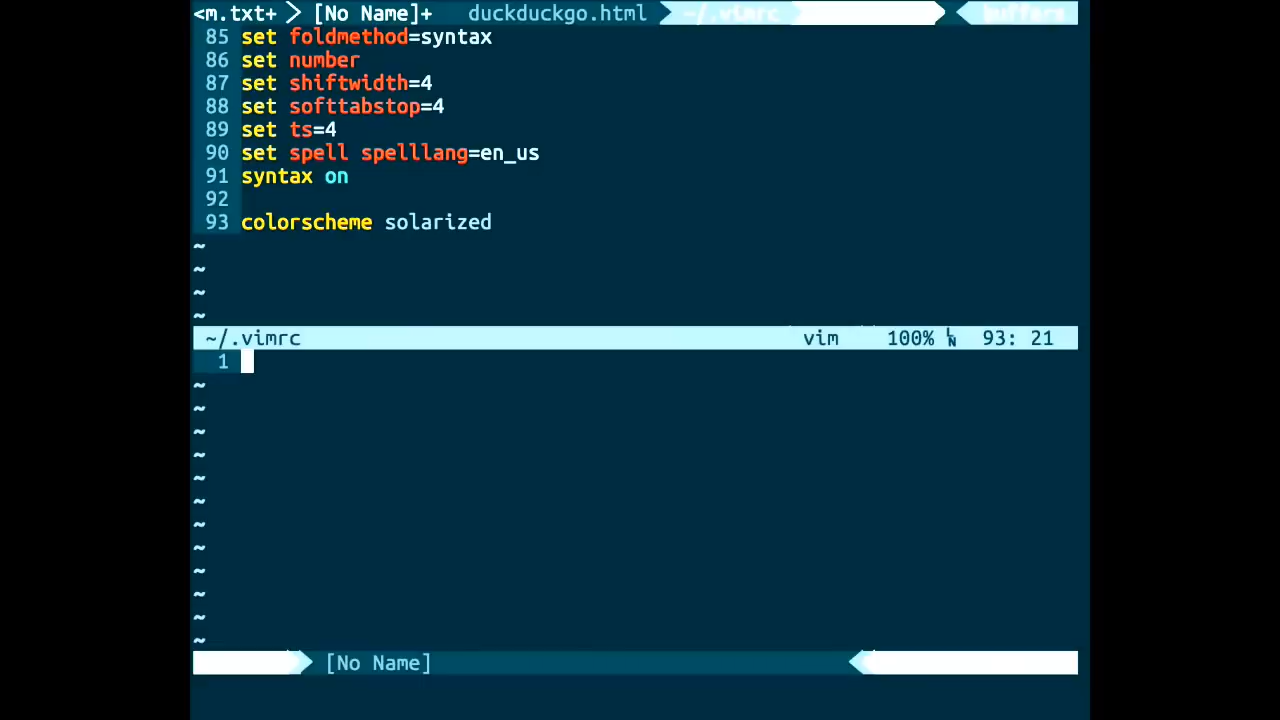 <m.txt+ > [No Name]+ duckduckgo.html ~/.vimrc buffers
85 set foldmethod=syntax
86 set number
87 set shiftwidth=4
88 set softtabstop=4
89 set ts=4
90 set spell spelllang=en_us
91 syntax on
92
93 colorscheme solarized
~
~
~
~
~/.vimrc vim 100% ␤ 93: 21
1
~
~
~
~
~
~
~
~
~
~
~
~
[No Name]